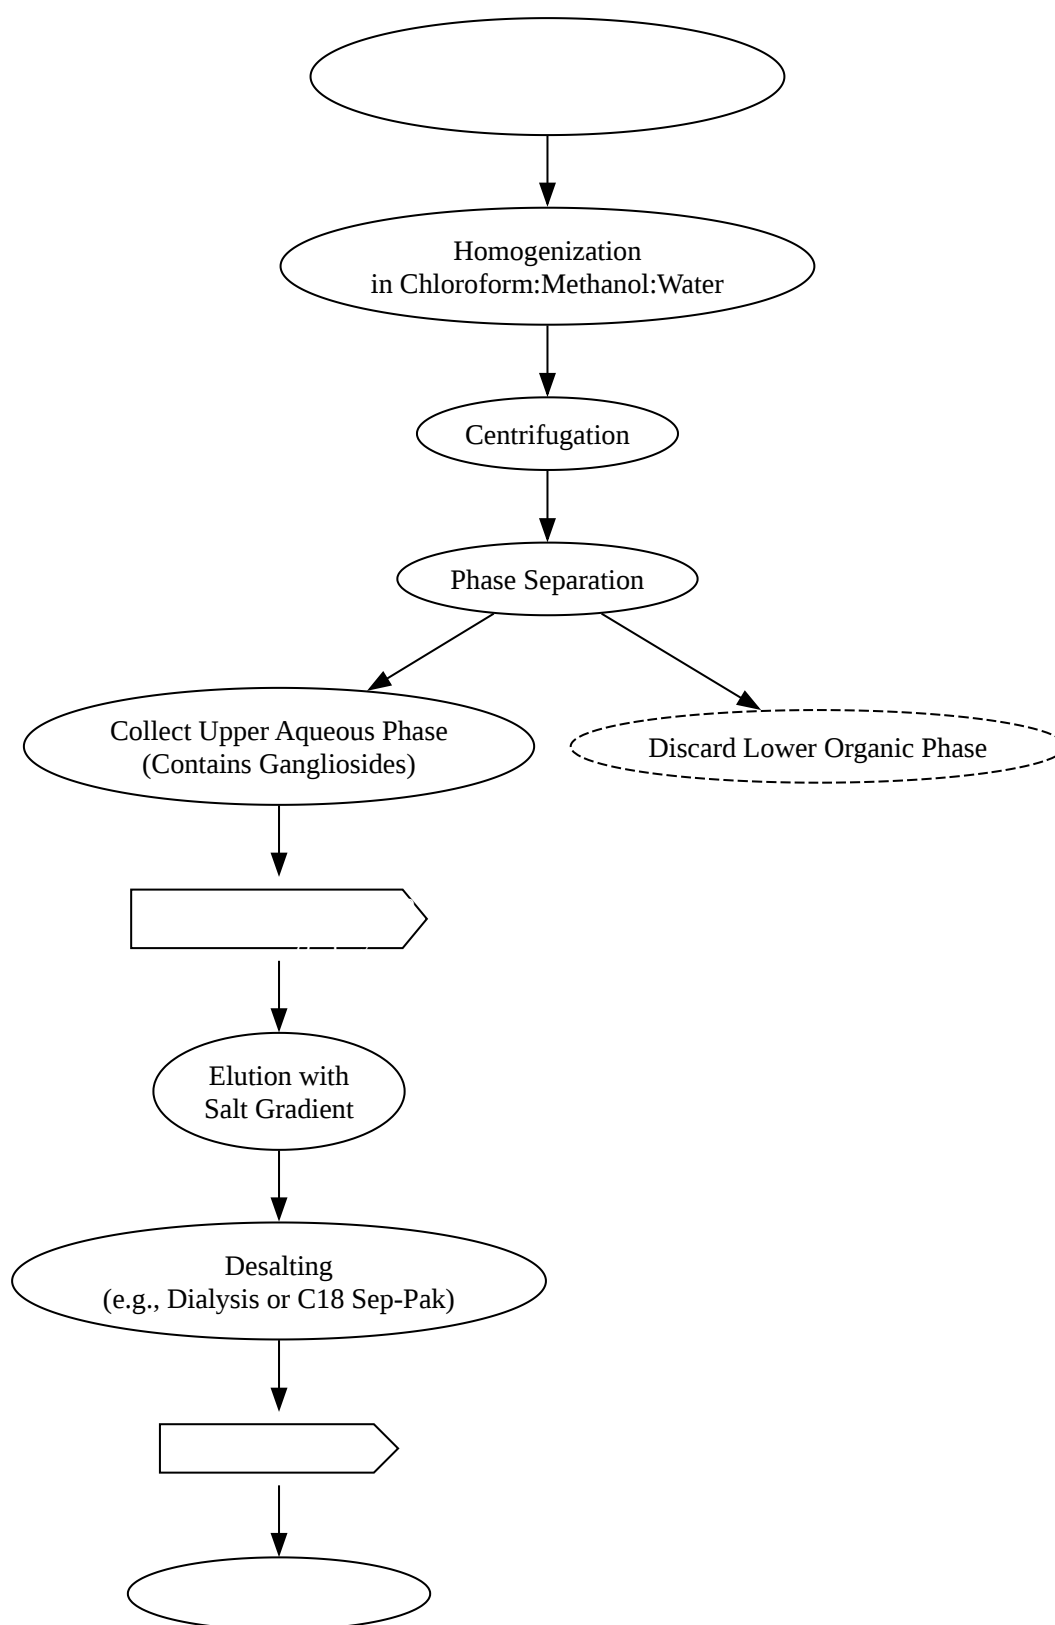 Homogenization
in Chloroform:Methanol:Water
Centrifugation
Phase Separation
Collect Upper Aqueous Phase
(Contains Gangliosides)
Discard Lower Organic Phase
Elution with
Salt Gradient
Desalting
(e.g., Dialysis or C18 Sep-Pak)